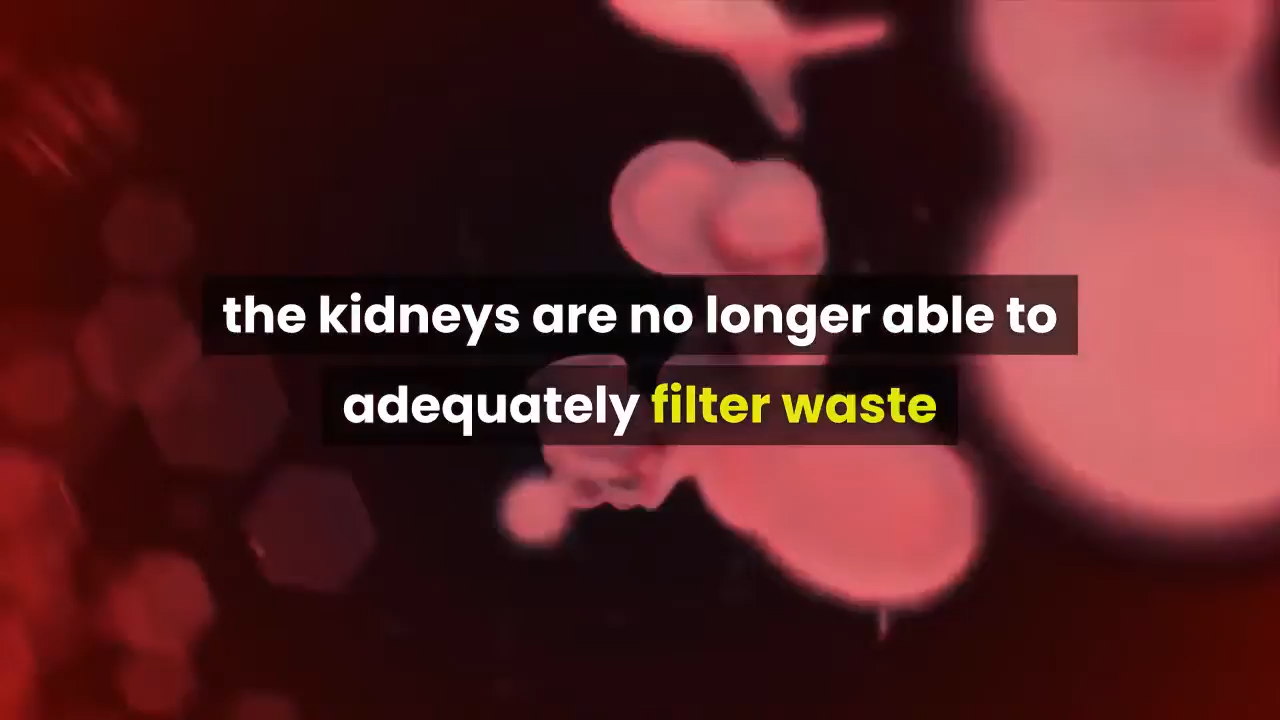 the kidneys are no longer able to
adequately filter waste